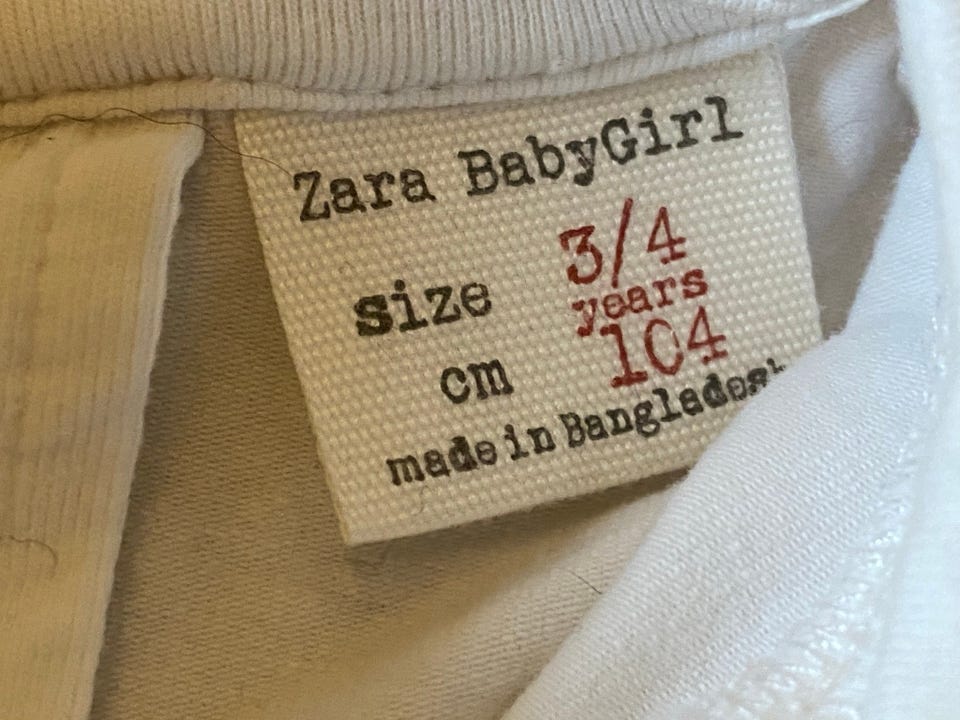 Zara BabyGirl
size 3/4
years
cm 104
made in Bangladesh